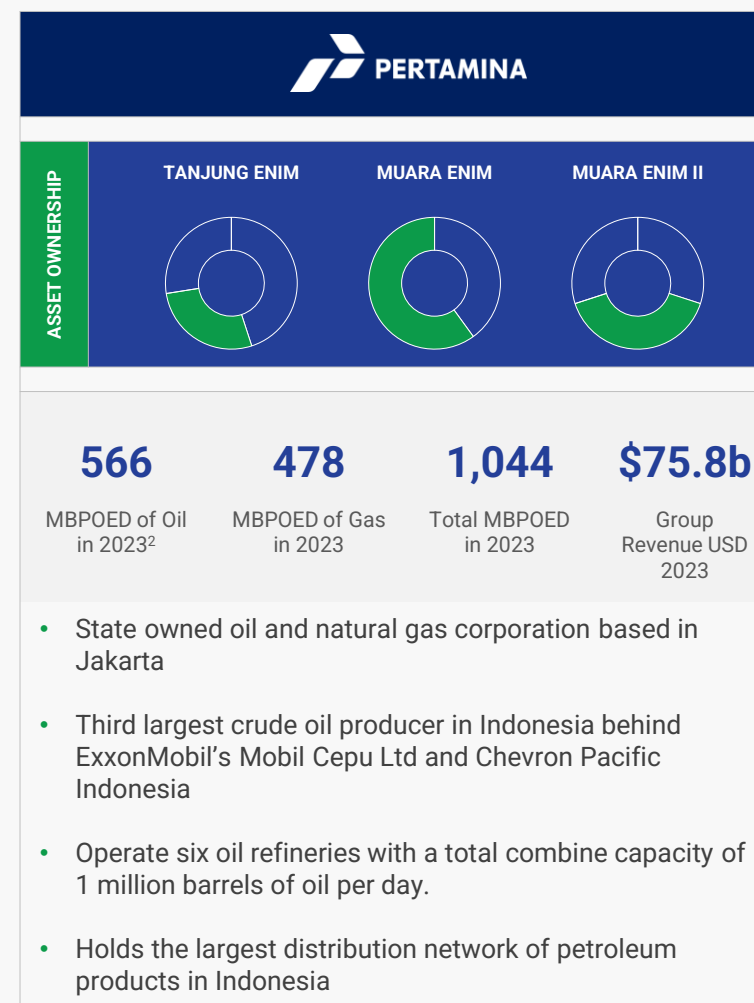 PERTAMINA
ASSET OWNERSHIP
TANJUNG ENIM
MUARA ENIM
MUARA ENIM II
566
MBPOED of Oil
in 2023²
478
MBPOED of Gas
in 2023
1,044
Total MBPOED
in 2023
$75.8b
Group
Revenue USD
2023
• State owned oil and natural gas corporation based in
Jakarta
• Third largest crude oil producer in Indonesia behind
ExxonMobil’s Mobil Cepu Ltd and Chevron Pacific
Indonesia
• Operate six oil refineries with a total combine capacity of
1 million barrels of oil per day.
• Holds the largest distribution network of petroleum
products in Indonesia